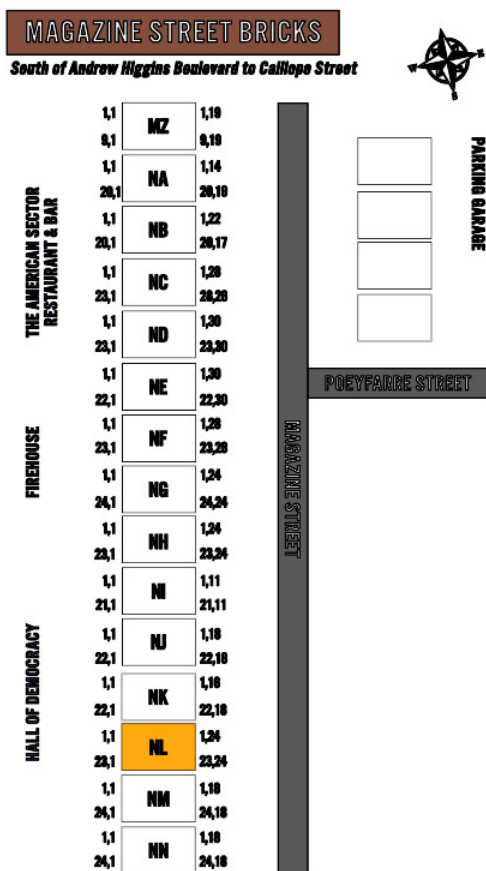 MAGAZINE STREET BRICKS
South of Andrew Higgins Boulevard to Calliope Street
N
E
S
W
PARKING GARAGE
THE AMERICAN SECTOR
RESTAURANT & BAR
FIREHOUSE
HALL OF DEMOCRACY
1,1 MZ 1,19
9,1 9,19
1,1 NA 1,14
20,1 20,18
1,1 NB 1,22
20,1 20,17
1,1 NC 1,28
23,1 28,28
1,1 ND 1,30
23,1 23,30
1,1 NE 1,30
22,1 22,30
1,1 NF 1,28
23,1 23,28
1,1 NG 1,24
24,1 24,24
1,1 NH 1,24
23,1 23,24
1,1 NI 1,11
21,1 21,11
1,1 NJ 1,18
22,1 22,18
1,1 NK 1,18
22,1 22,18
1,1 NL 1,24
23,1 23,24
1,1 NM 1,18
24,1 24,18
1,1 NN 1,18
24,1 24,18
MAGAZINE STREET
POEYFARRE STREET